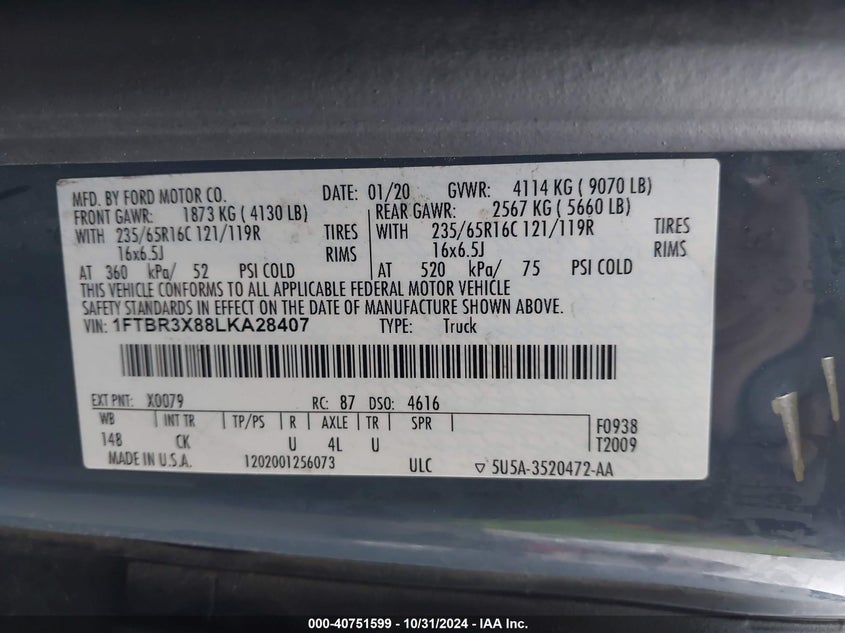 MFD. BY FORD MOTOR CO. DATE: 01/20 GVWR: 4114 KG ( 9070 LB)
FRONT GAWR: 1873 KG ( 4130 LB) REAR GAWR: 2567 KG ( 5660 LB)
WITH 235/65R16C 121/119R TIRES WITH 235/65R16C 121/119R TIRES
16x6.5J RIMS 16x6.5J RIMS
AT 360 kPa/ 52 PSI COLD AT 520 kPa/ 75 PSI COLD
THIS VEHICLE CONFORMS TO ALL APPLICABLE FEDERAL MOTOR VEHICLE
SAFETY STANDARDS IN EFFECT ON THE DATE OF MANUFACTURE SHOWN ABOVE.
VIN: 1FTBR3X88LKA28407 TYPE: Truck
EXT PNT: X0079 RC: 87 DSO: 4616
WB INT TR TP/PS R AXLE TR SPR F0938
148 CK U 4L U T2009
MADE IN U.S.A. 1202001256073 ULC ▽ 5U5A-3520472-AA
000-40751599 - 10/31/2024 - IAA Inc.